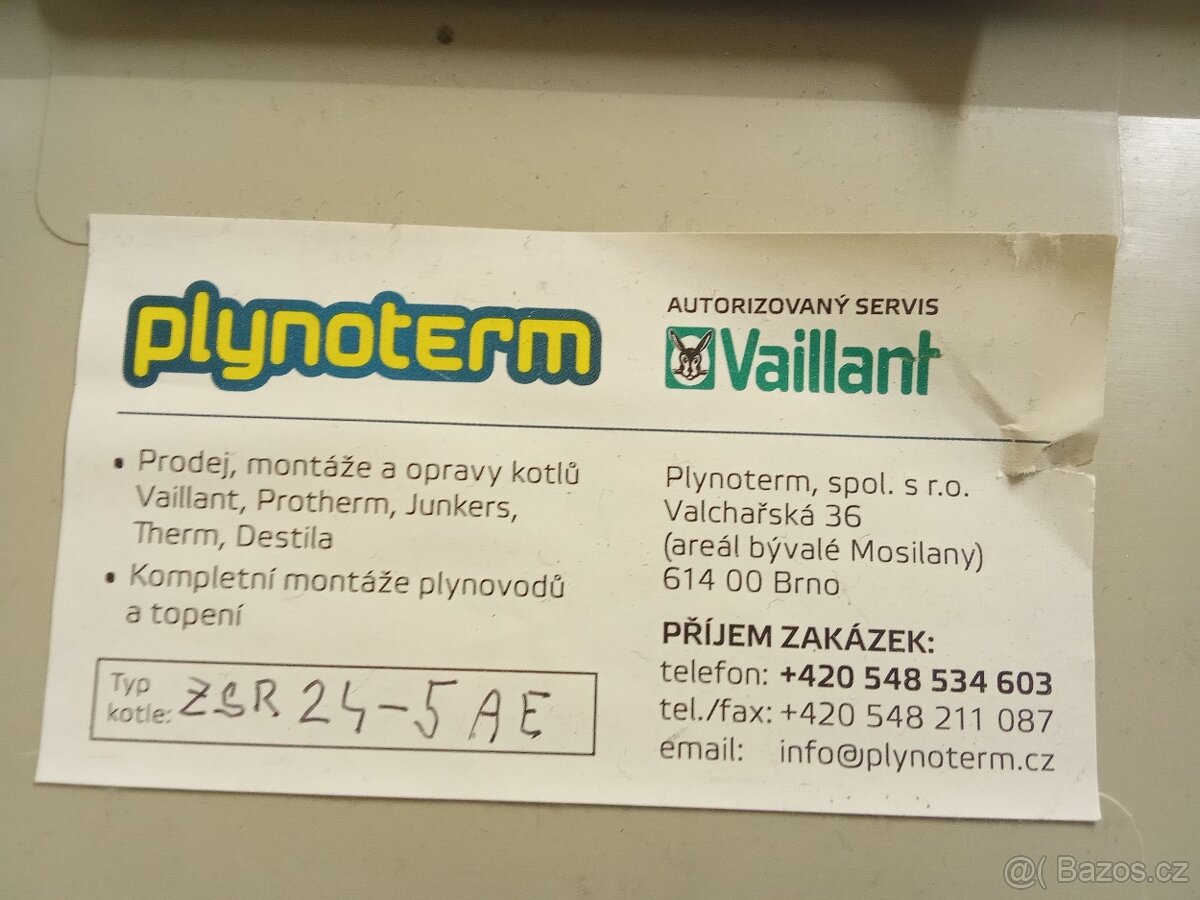 plynoterm
AUTORIZOVANÝ SERVIS
Vaillant
• Prodej, montáže a opravy kotlů
Vaillant, Protherm, Junkers,
Therm, Destila
• Kompletní montáže plynovodů
a topení
Typ
kotle: ZSR 24-5 AE
Plynoterm, spol. s r.o.
Valchařská 36
(areál bývalé Mosilany)
614 00 Brno
PŘÍJEM ZAKÁZEK:
telefon: +420 548 534 603
tel./fax: +420 548 211 087
email: info@plynoterm.cz
@( Bazos.cz